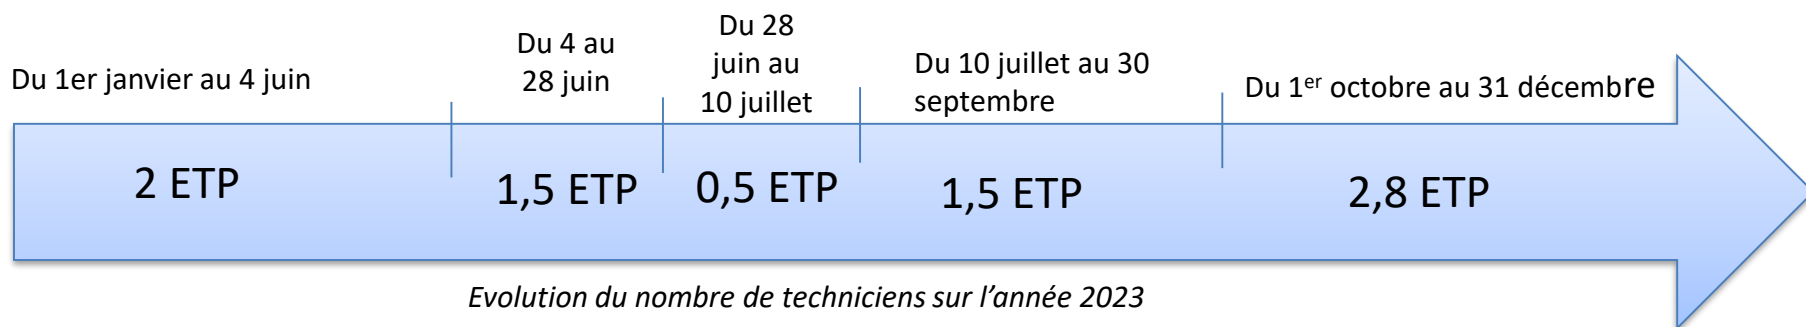 Du 1er janvier au 4 juin
Du 4 au
28 juin
Du 28
juin au
10 juillet
Du 10 juillet au 30
septembre
Du 1er octobre au 31 décembre
2 ETP
1,5 ETP
0,5 ETP
1,5 ETP
2,8 ETP
Evolution du nombre de techniciens sur l’année 2023